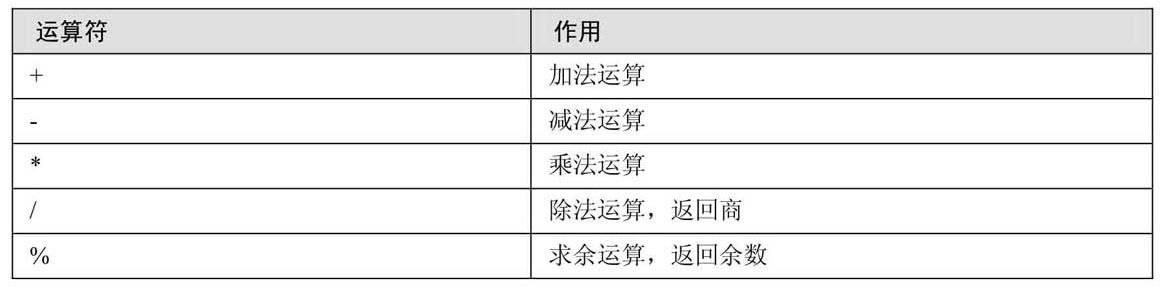 运算符 作用
+ 加法运算
- 减法运算
* 乘法运算
/ 除法运算，返回商
% 求余运算，返回余数